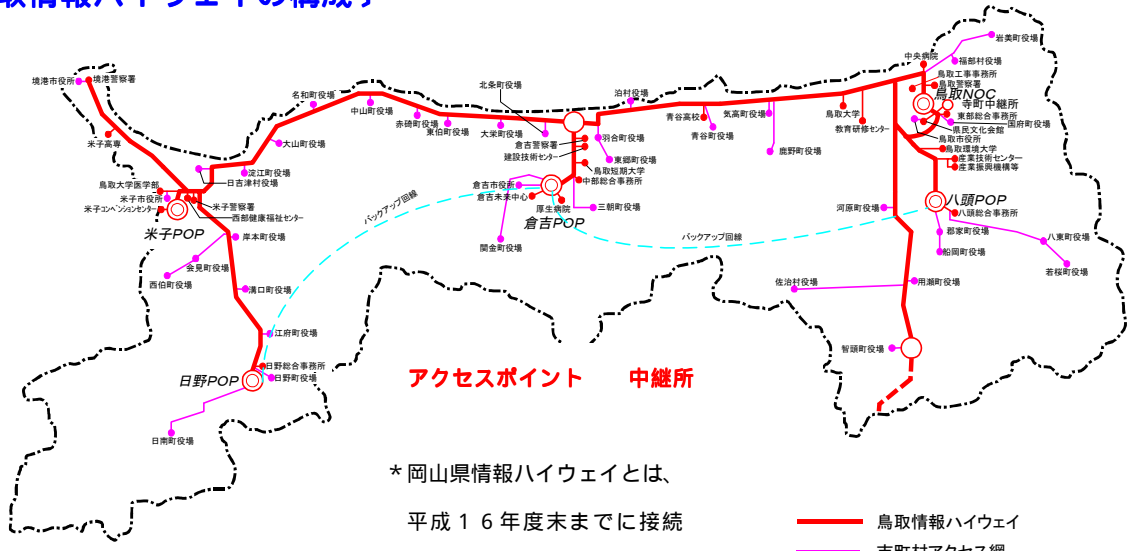 取情報ハイウェイの構成
岩美町役場
中央病院
福部村役場
鳥取工事事務所
鳥取警察署
鳥取NOC
寺町中継所
東部総合事務所
国府町役場
県民文化会館
鳥取市役所
鳥取環境大学
産業技術センター
産業振興機構等
境港市役所
境港警察署
北条町役場
名和町役場
泊村役場
中山町役場
赤碕町役場
東伯町役場
大栄町役場
青谷高校
青谷町役場
気高町役場
鳥取大学
教育研修センター
鹿野町役場
米子高専
大山町役場
淀江町役場
日吉津村役場
羽合町役場
倉吉警察署
建設技術センター
東郷町役場
鳥取短期大学
中部総合事務所
鳥取大学医学部
米子市役所
米子コンベンションセンター
米子警察署
西部健康福祉センター
米子POP
倉吉市役所
倉吉未来中心
厚生病院
倉吉POP
三朝町役場
関金町役場
バックアップ回線
バックアップ回線
河原町役場
八頭POP
八頭総合事務所
郡家町役場
船岡町役場
八東町役場
若桜町役場
岸本町役場
会見町役場
西伯町役場
溝口町役場
佐治村役場
用瀬町役場
江府町役場
智頭町役場
日野総合事務所
日野POP
日野町役場
日南町役場
アクセスポイント 中継所
*岡山県情報ハイウェイとは、
平成16年度末までに接続
鳥取情報ハイウェイ
市町村アクセス網